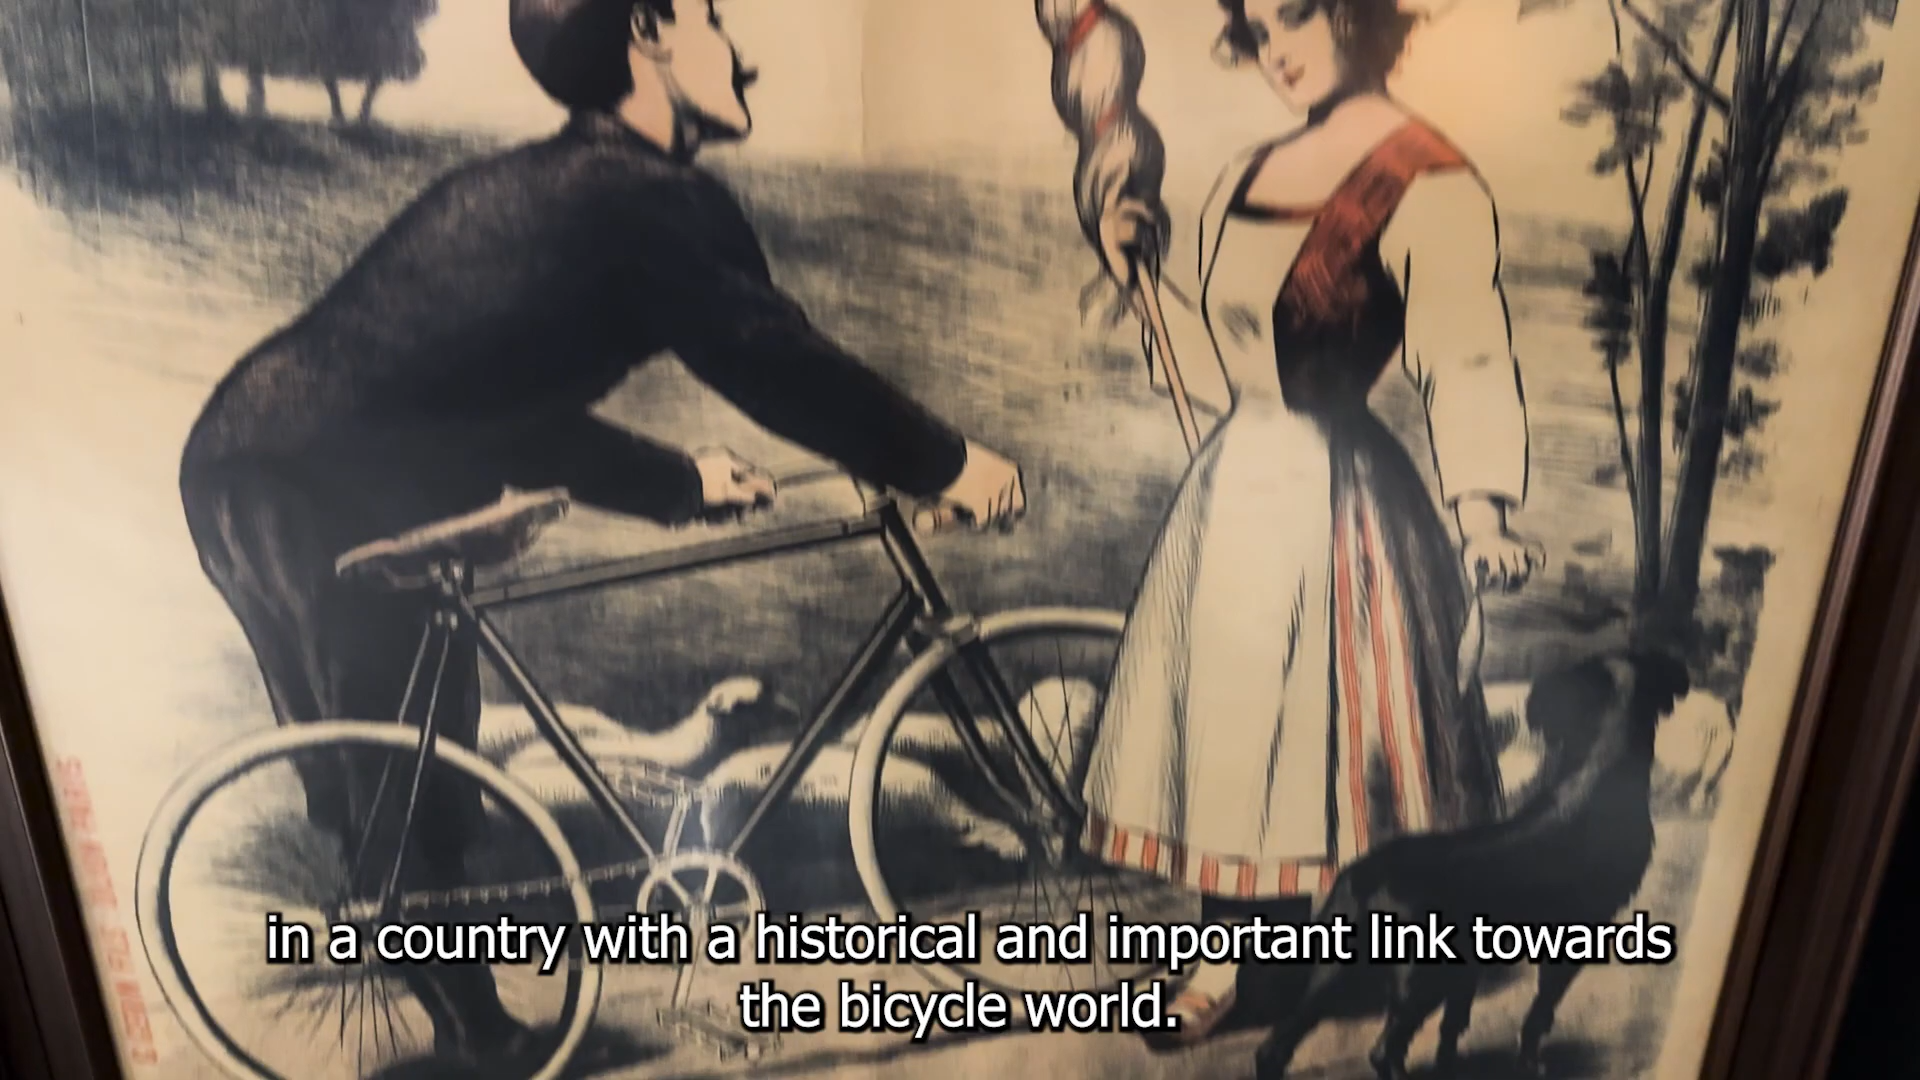 in a country with a historical and important link towards
the bicycle world.